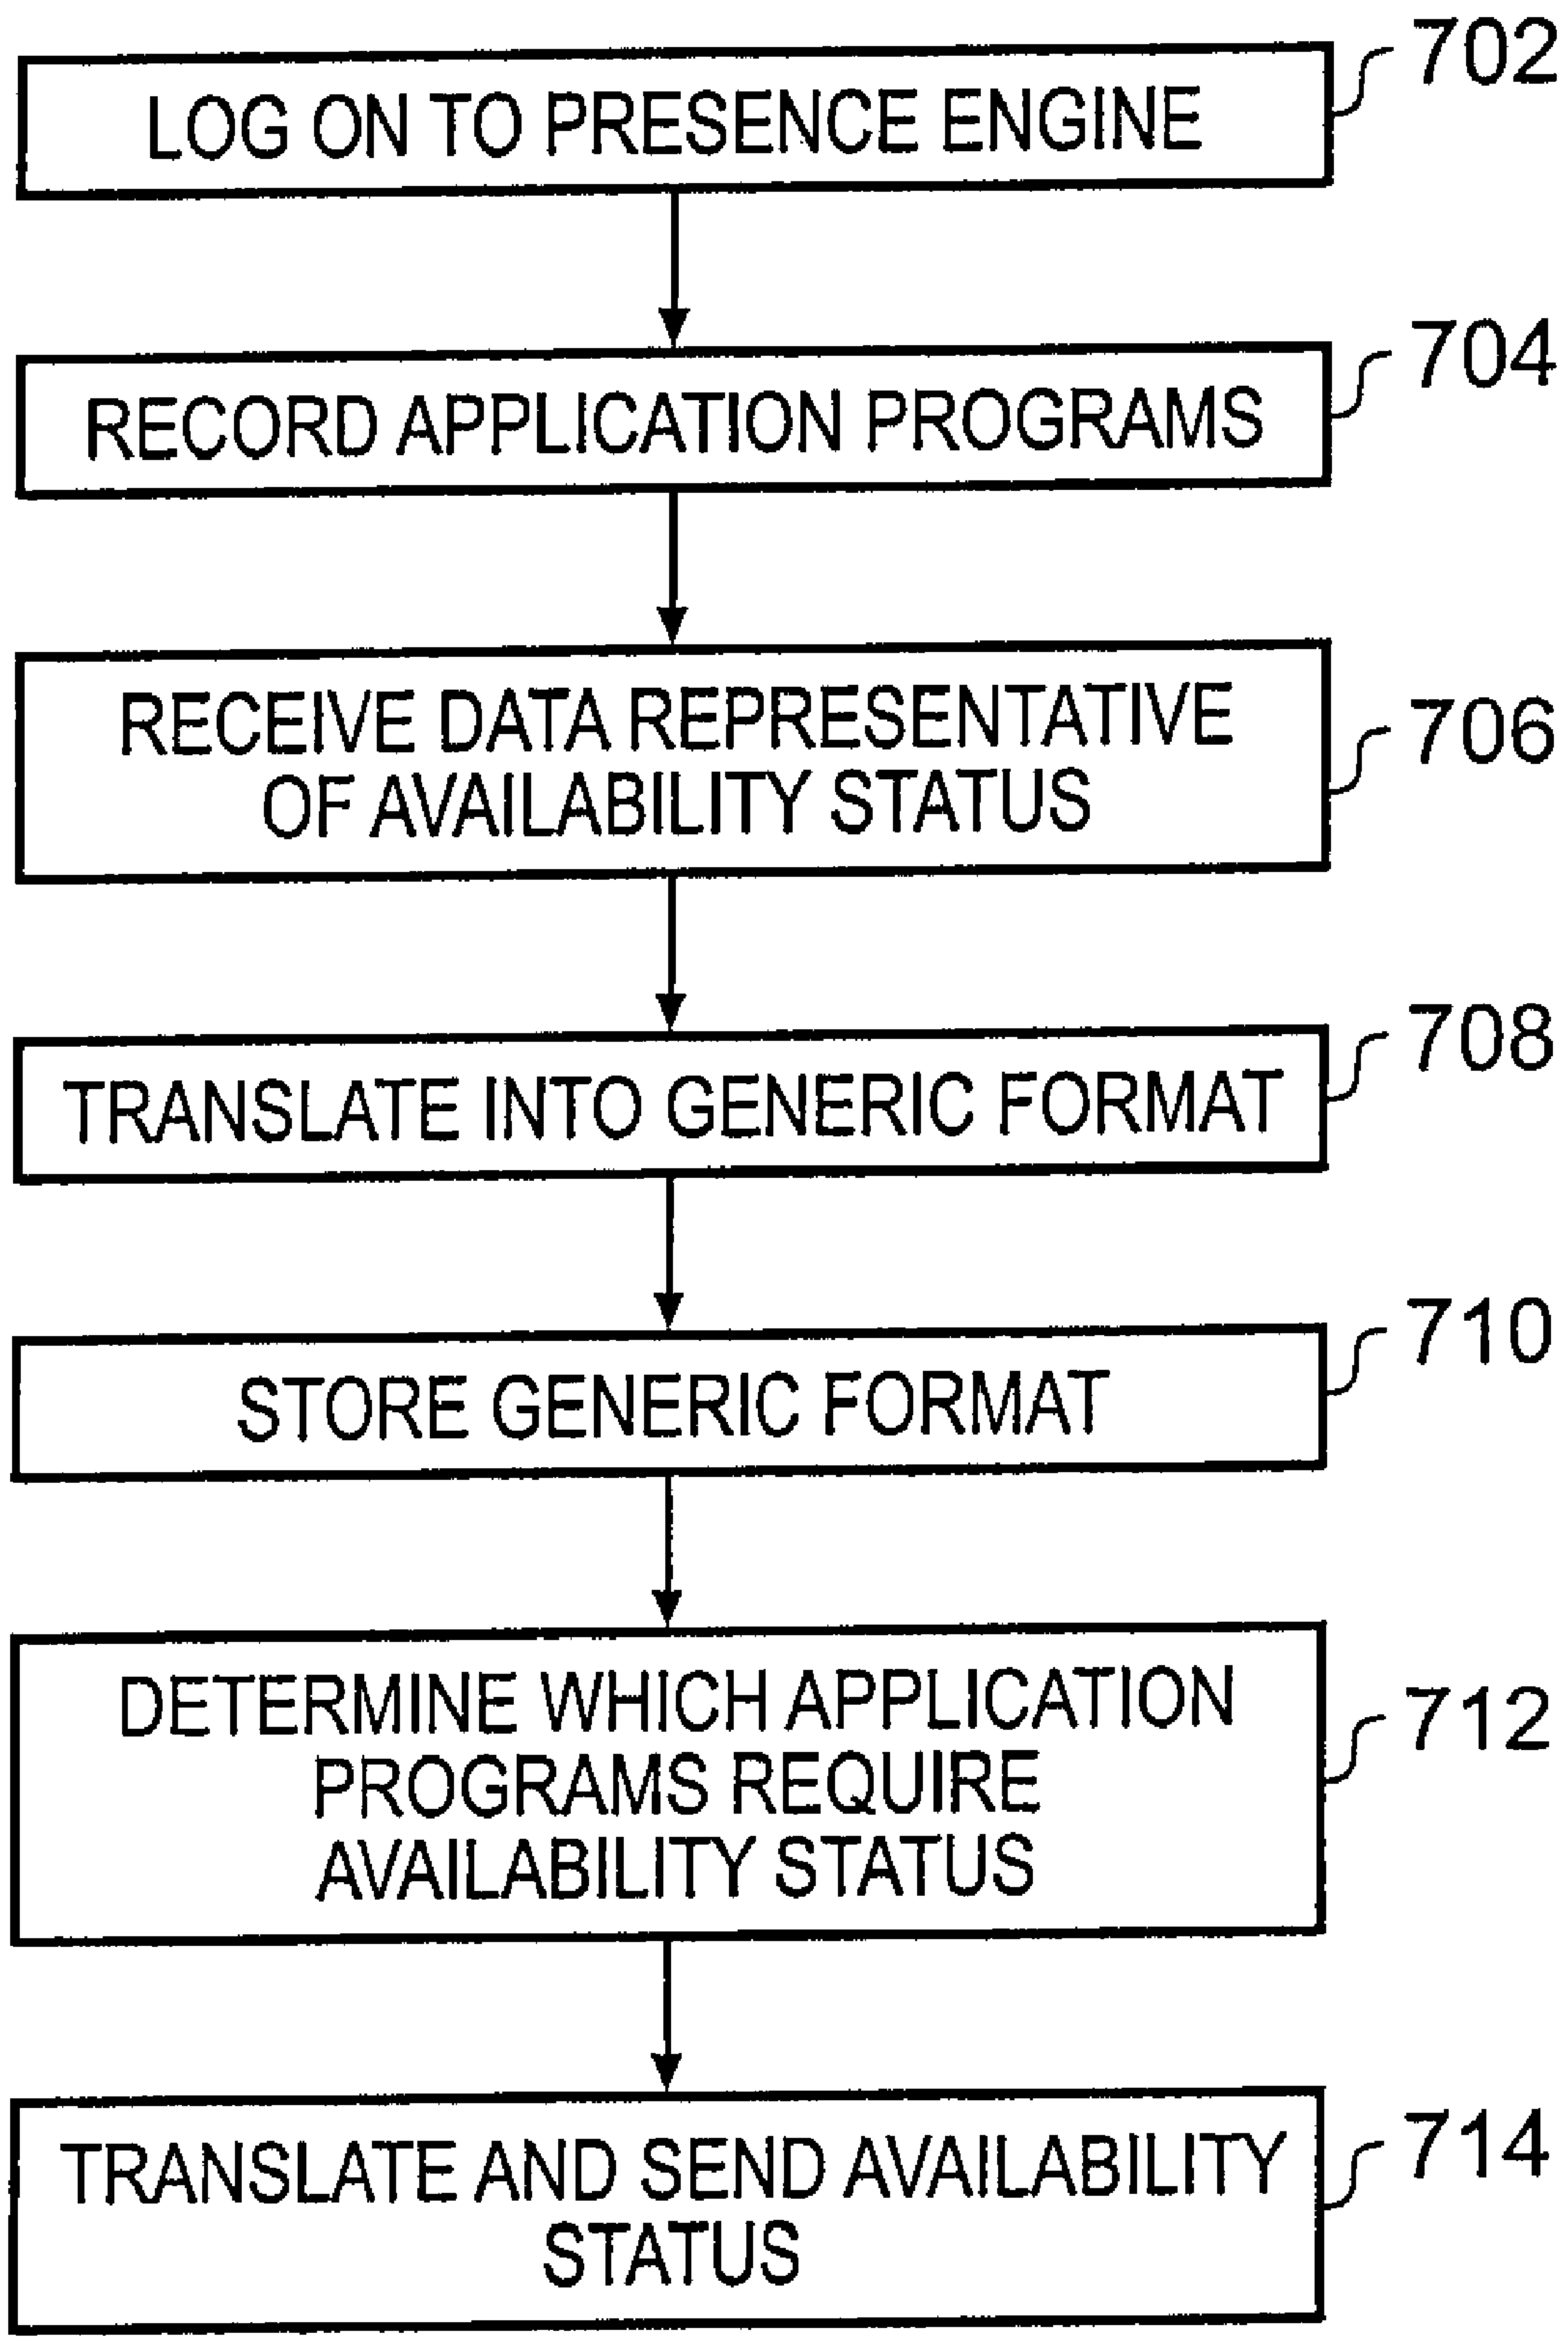 702
LOG ON TO PRESENCE ENGINE
704
RECORD APPLICATION PROGRAMS
706
RECEIVE DATA REPRESENTATIVE
OF AVAILABILITY STATUS
708
TRANSLATE INTO GENERIC FORMAT
710
STORE GENERIC FORMAT
712
DETERMINE WHICH APPLICATION
PROGRAMS REQUIRE
AVAILABILITY STATUS
714
TRANSLATE AND SEND AVAILABILITY
STATUS